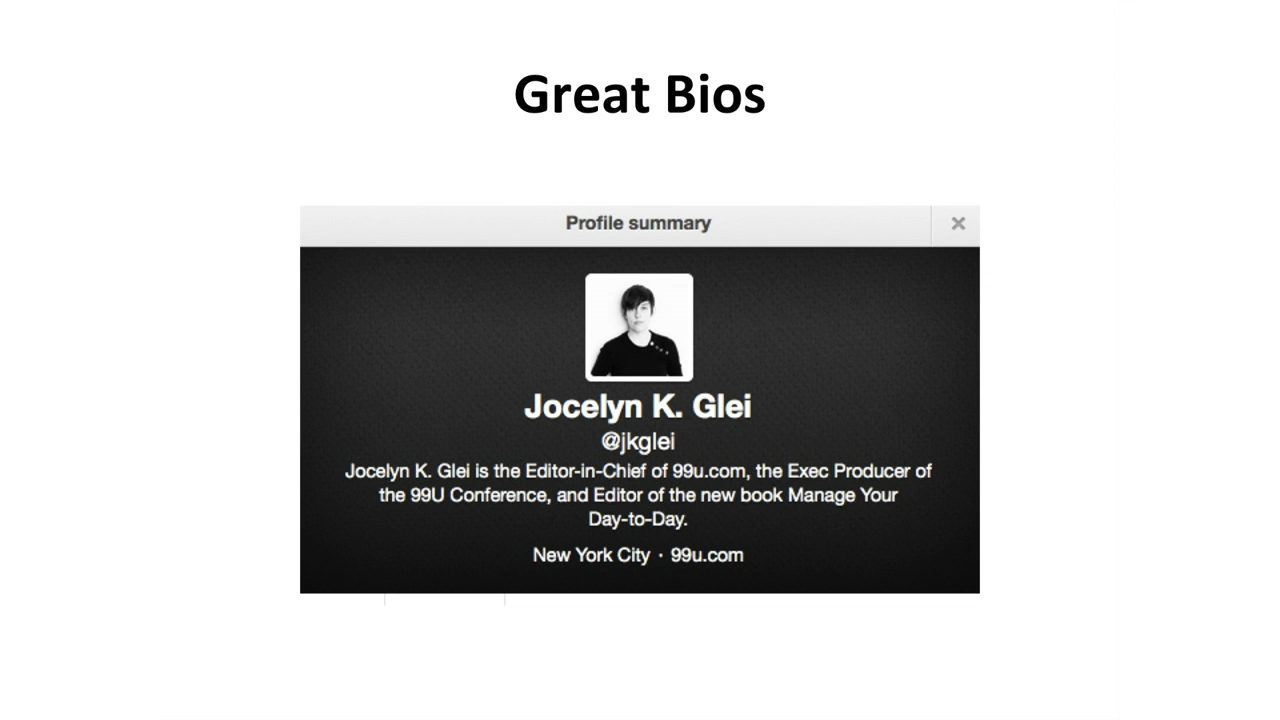 Great Bios
Profile summary
Jocelyn K. Glei
@jkglei
Jocelyn K. Glei is the Editor-in-Chief of 99u.com, the Exec Producer of
the 99U Conference, and Editor of the new book Manage Your
Day-to-Day.
New York City · 99u.com